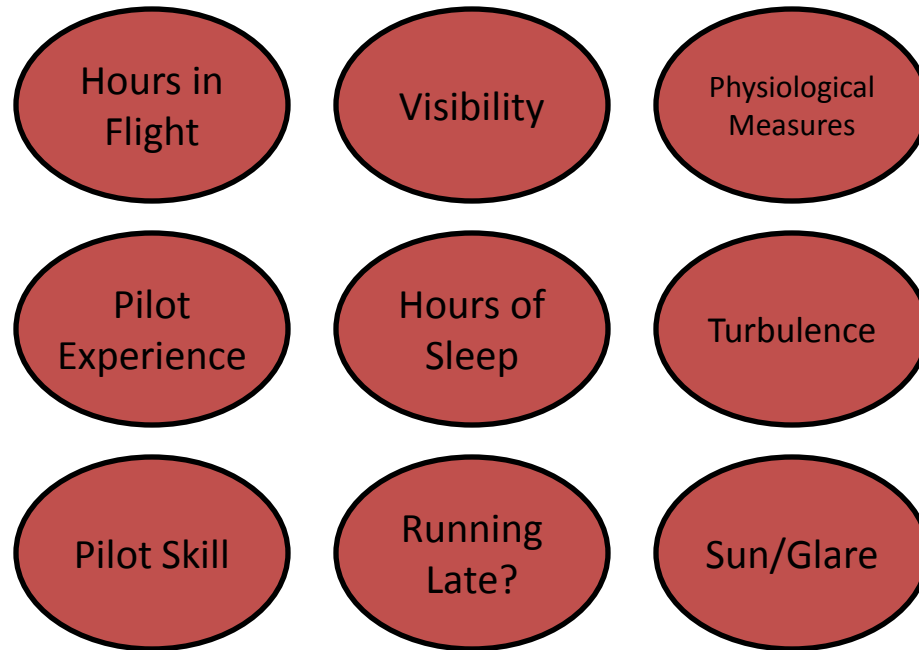 Hours in
Flight
Visibility
Physiological
Measures
Pilot
Experience
Hours of
Sleep
Turbulence
Pilot Skill
Running
Late?
Sun/Glare